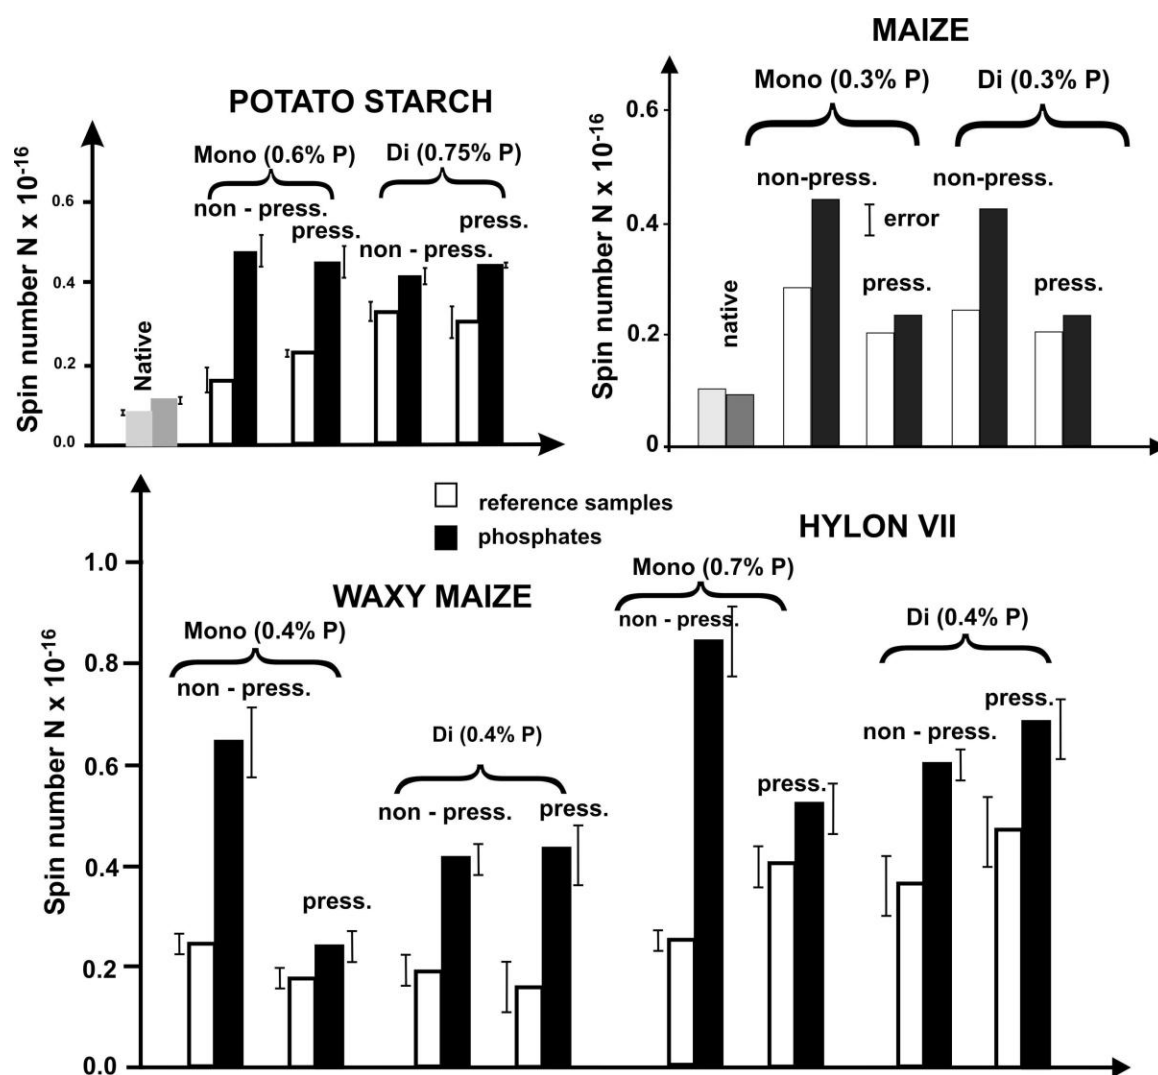 POTATO STARCH
Spin number N x 10-16
0.6
0.4
0.2
0.0
Mono (0.6% P)
Di (0.75% P)
non - press.
press.
non - press.
press.
Native
MAIZE
Spin number N x 10-16
0.6
0.4
0.2
0
Mono (0.3% P)
Di (0.3% P)
non-press.
non-press.
error
press.
press.
native
reference samples
phosphates
Spin number N x 10-16
1.0
0.8
0.6
0.4
0.2
0.0
WAXY MAIZE
Mono (0.4% P)
non - press.
press.
Di (0.4% P)
non - press.
press.
HYLON VII
Mono (0.7% P)
non - press.
press.
Di (0.4% P)
non - press.
press.